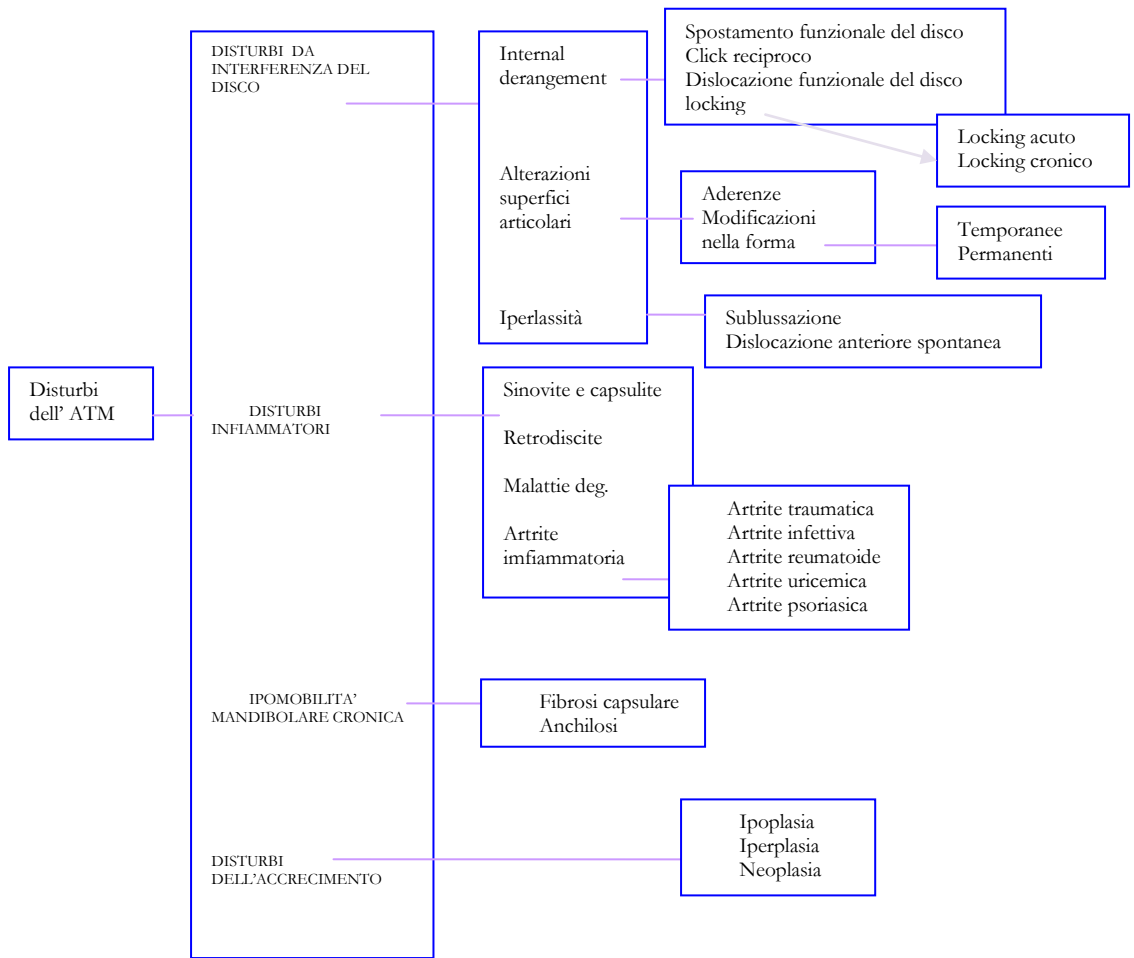 Disturbi
dell' ATM
DISTURBI DA
INTERFERENZA DEL
DISCO
Internal
derangement
Spostamento funzionale del disco
Click reciproco
Dislocazione funzionale del disco
locking
Locking acuto
Locking cronico
Alterazioni
superfici
articolari
Aderenze
Modificazioni
nella forma
Temporanee
Permanenti
Iperlassità
Sublussazione
Dislocazione anteriore spontanea
DISTURBI
INFIAMMATORI
Sinovite e capsulite
Retrodiscite
Malattie deg.
Artrite
imfiammatoria
Artrite traumatica
Artrite infettiva
Artrite reumatoide
Artrite uricemica
Artrite psoriasica
IPOMOBILITA'
MANDIBOLARE CRONICA
Fibrosi capsulare
Anchilosi
DISTURBI
DELL'ACCRECIMENTO
Ipoplasia
Iperplasia
Neoplasia